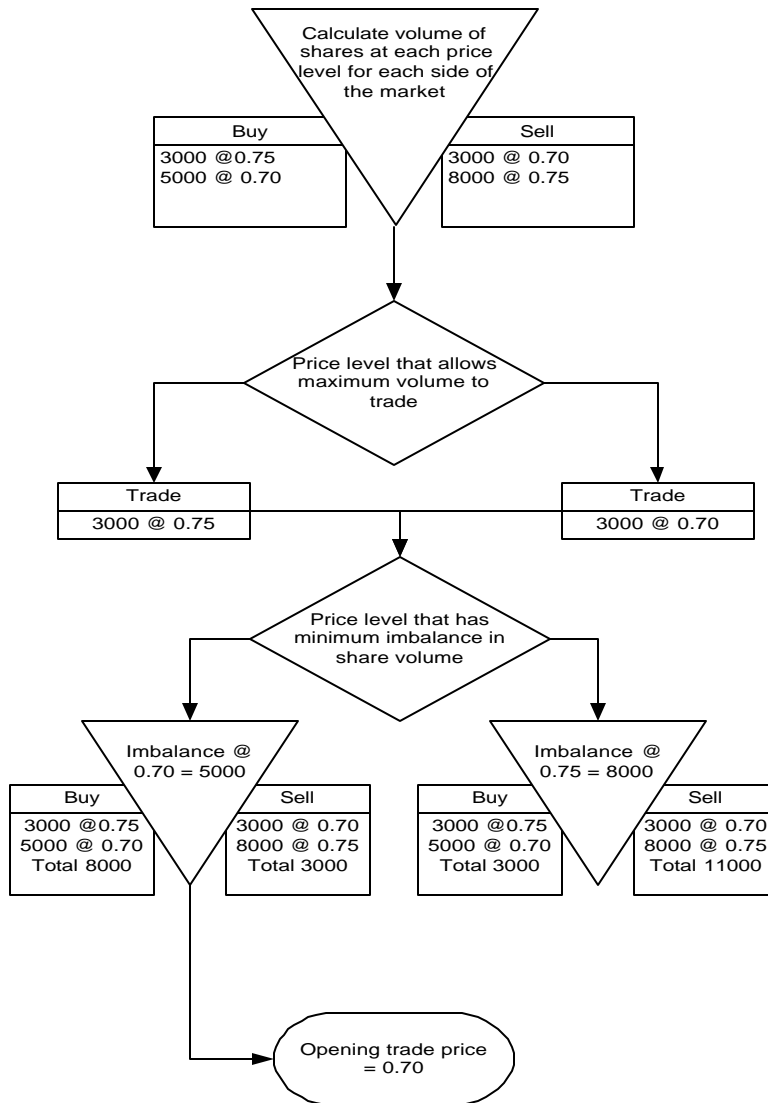 Calculate volume of
shares at each price
level for each side of
the market
Buy
3000 @0.75
5000 @ 0.70
Sell
3000 @ 0.70
8000 @ 0.75
Price level that allows
maximum volume to
trade
Trade
3000 @ 0.75
Trade
3000 @ 0.70
Price level that has
minimum imbalance in
share volume
Imbalance @
0.70 = 5000
Buy
3000 @0.75
5000 @ 0.70
Total 8000
Sell
3000 @ 0.70
8000 @ 0.75
Total 3000
Imbalance @
0.75 = 8000
Buy
3000 @0.75
5000 @ 0.70
Total 3000
Sell
3000 @ 0.70
8000 @ 0.75
Total 11000
Opening trade price
= 0.70